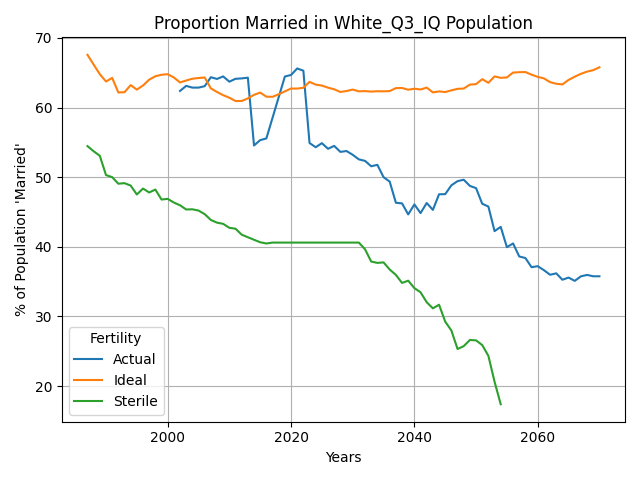 Proportion Married in White_Q3_IQ Population
% of Population 'Married'
70
60
50
40
30
20
Fertility
Actual
Ideal
Sterile
2000 2020 2040 2060
Years